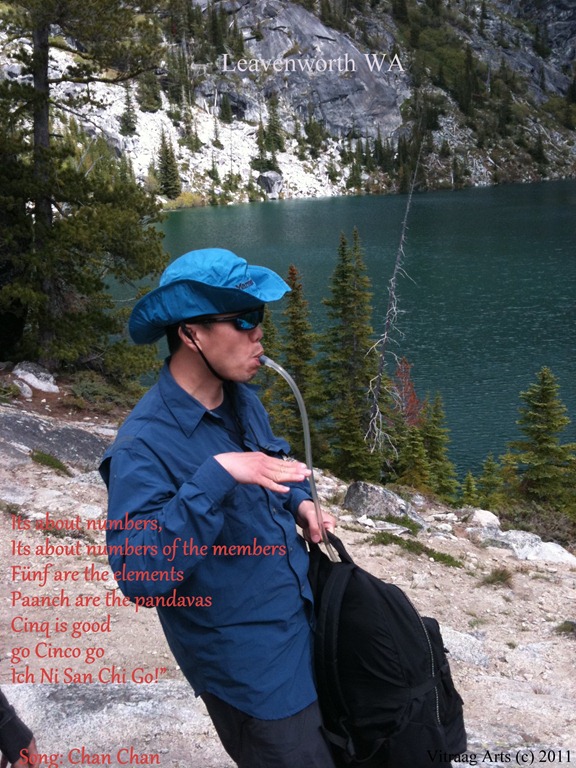 Leavenworth WA
Its about numbers,
Its about numbers of the members
Fünf are the elements
Paanch are the pandavas
Cinq is good
go Cinco go
Ich Ni San Chi Go!"
Song: Chan Chan
Vitraag Arts (c) 2011